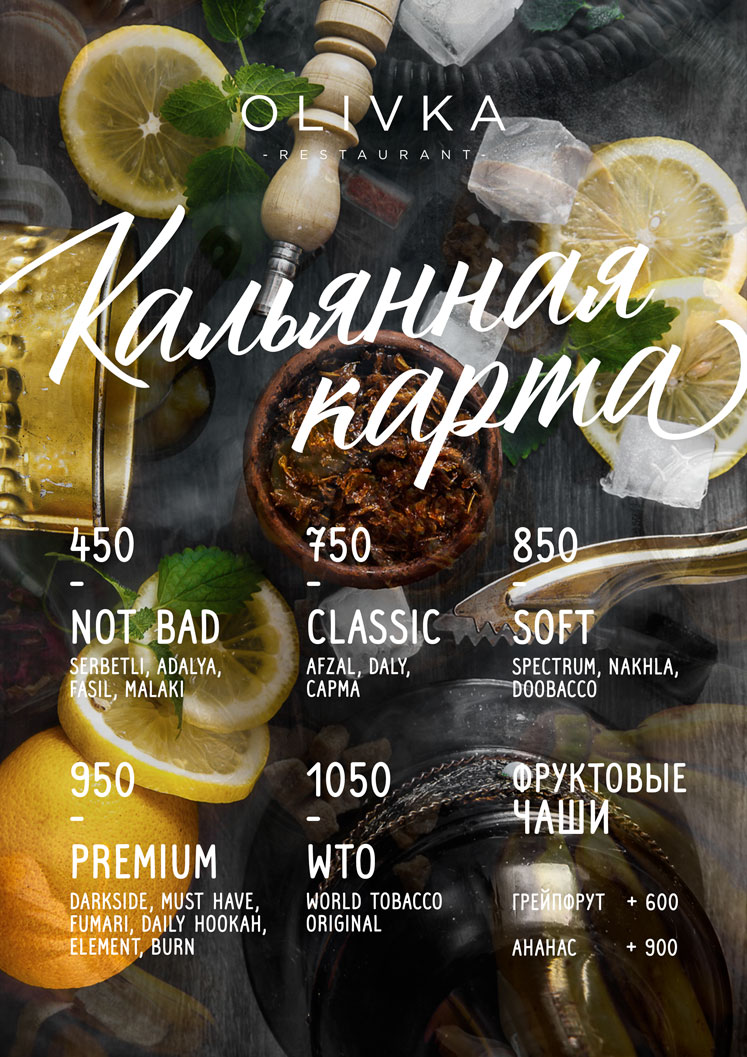 OLIVKA
- RESTAURANT -
Кальянная
карта
450
–
NOT BAD
SERBETLI, ADALYA,
FASIL, MALAKI
750
–
CLASSIC
AFZAL, DALY,
САРМА
850
–
SOFT
SPECTRUM, NAKHLA,
DOOBACCO
950
–
PREMIUM
DARKSIDE, MUST HAVE,
FUMARI, DAILY HOOKAH,
ELEMENT, BURN
1050
–
WTO
WORLD TOBACCO
ORIGINAL
ФРУКТОВЫЕ
ЧАШИ
ГРЕЙПФРУТ + 600
АНАНАС + 900